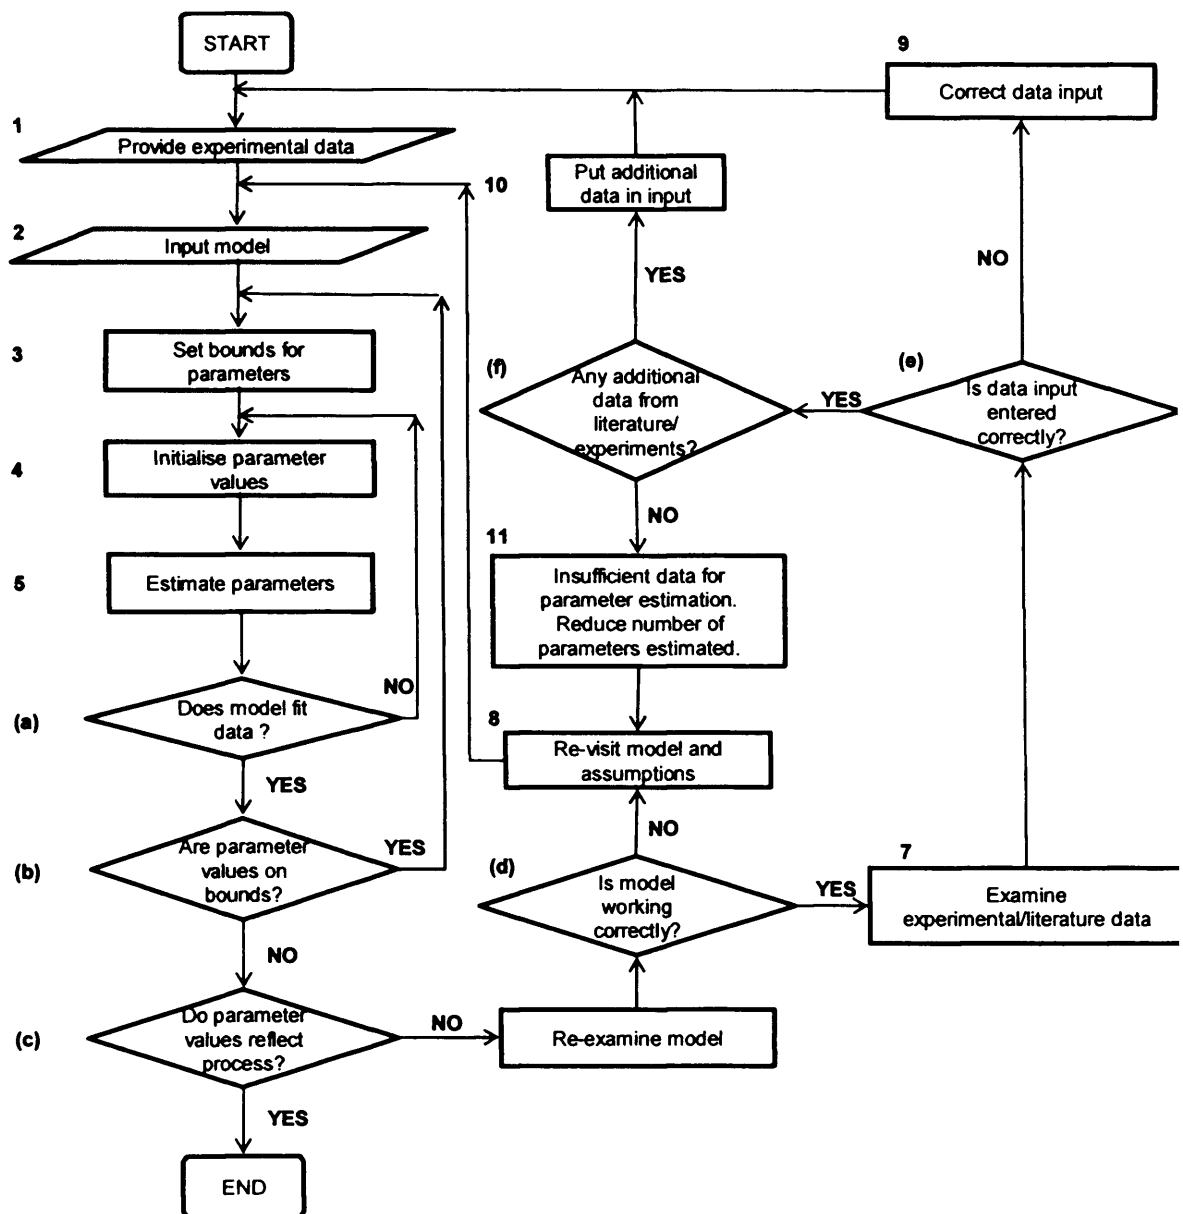 START
9
Correct data input
1
Provide experimental data
10
Put additional
data in input
2
Input model
YES
NO
3
Set bounds for
parameters
(f)
Any additional
data from
literature/
experiments?
YES
(e)
Is data input
entered
correctly?
4
Initialise parameter
values
NO
5
Estimate parameters
11
Insufficient data for
parameter estimation.
Reduce number of
parameters estimated.
(a)
Does model fit
data ?
NO
8
Re-visit model and
assumptions
YES
(b)
Are parameter
values on
bounds?
YES
NO
(d)
Is model
working
correctly?
YES
7
Examine
experimental/literature data
NO
(c)
Do parameter
values reflect
process?
NO
Re-examine model
YES
END